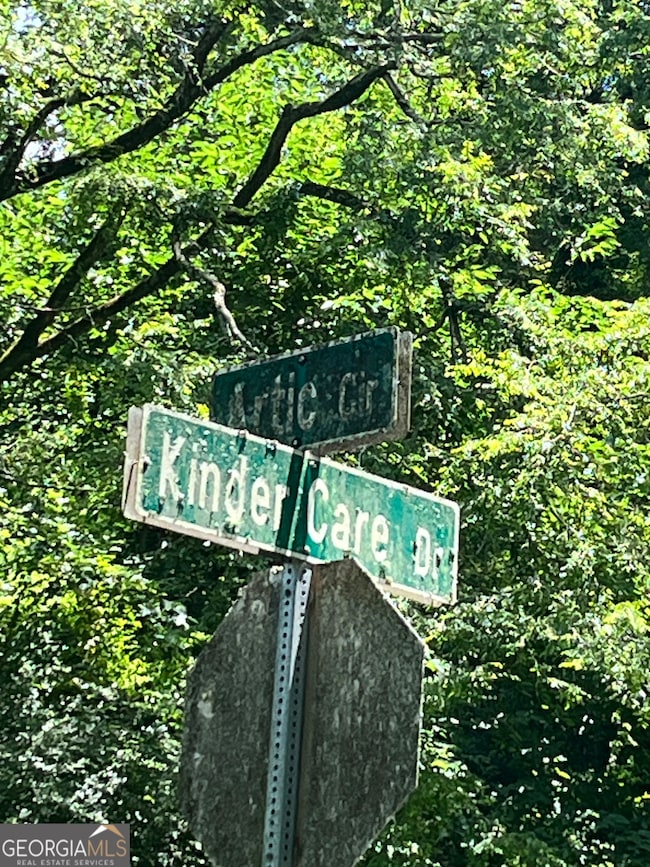 Artic Cir
Kinder Care Dr
GEORGIAMLS
REAL ESTATE SERVICES